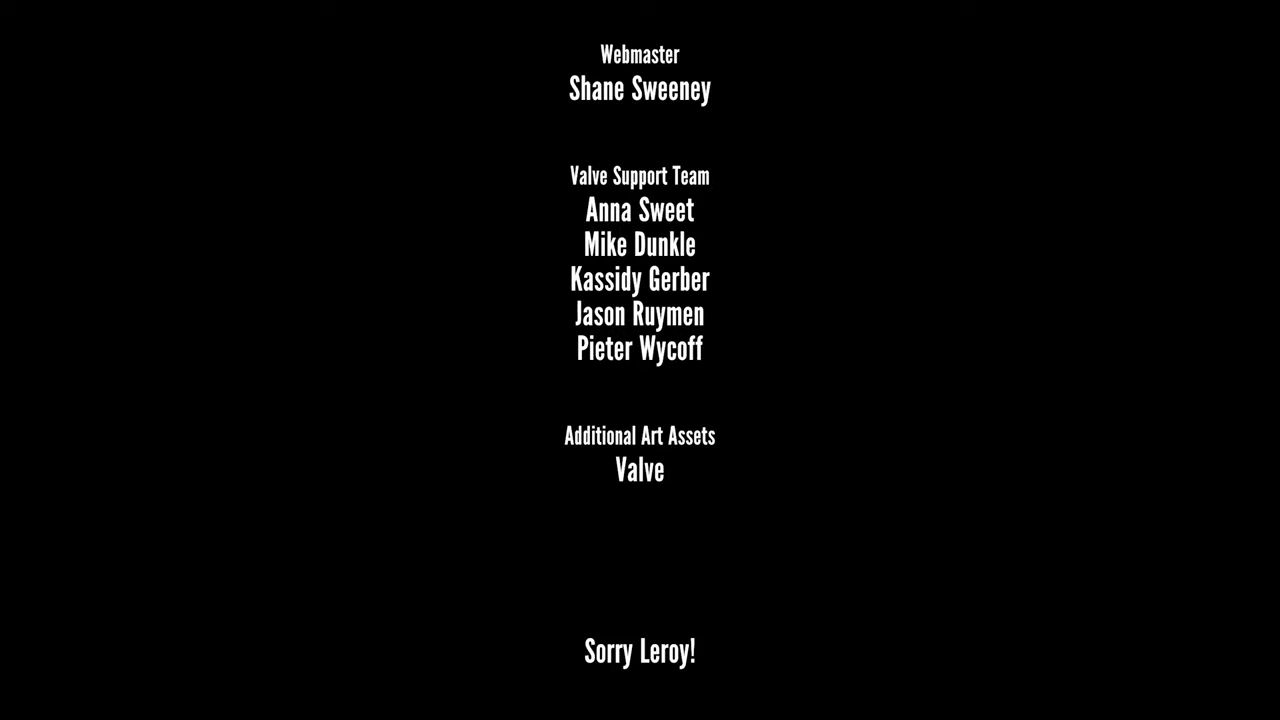 Webmaster
Shane Sweeney
Valve Support Team
Anna Sweet
Mike Dunkle
Kassidy Gerber
Jason Ruymen
Pieter Wycoff
Additional Art Assets
Valve
Sorry Leroy!